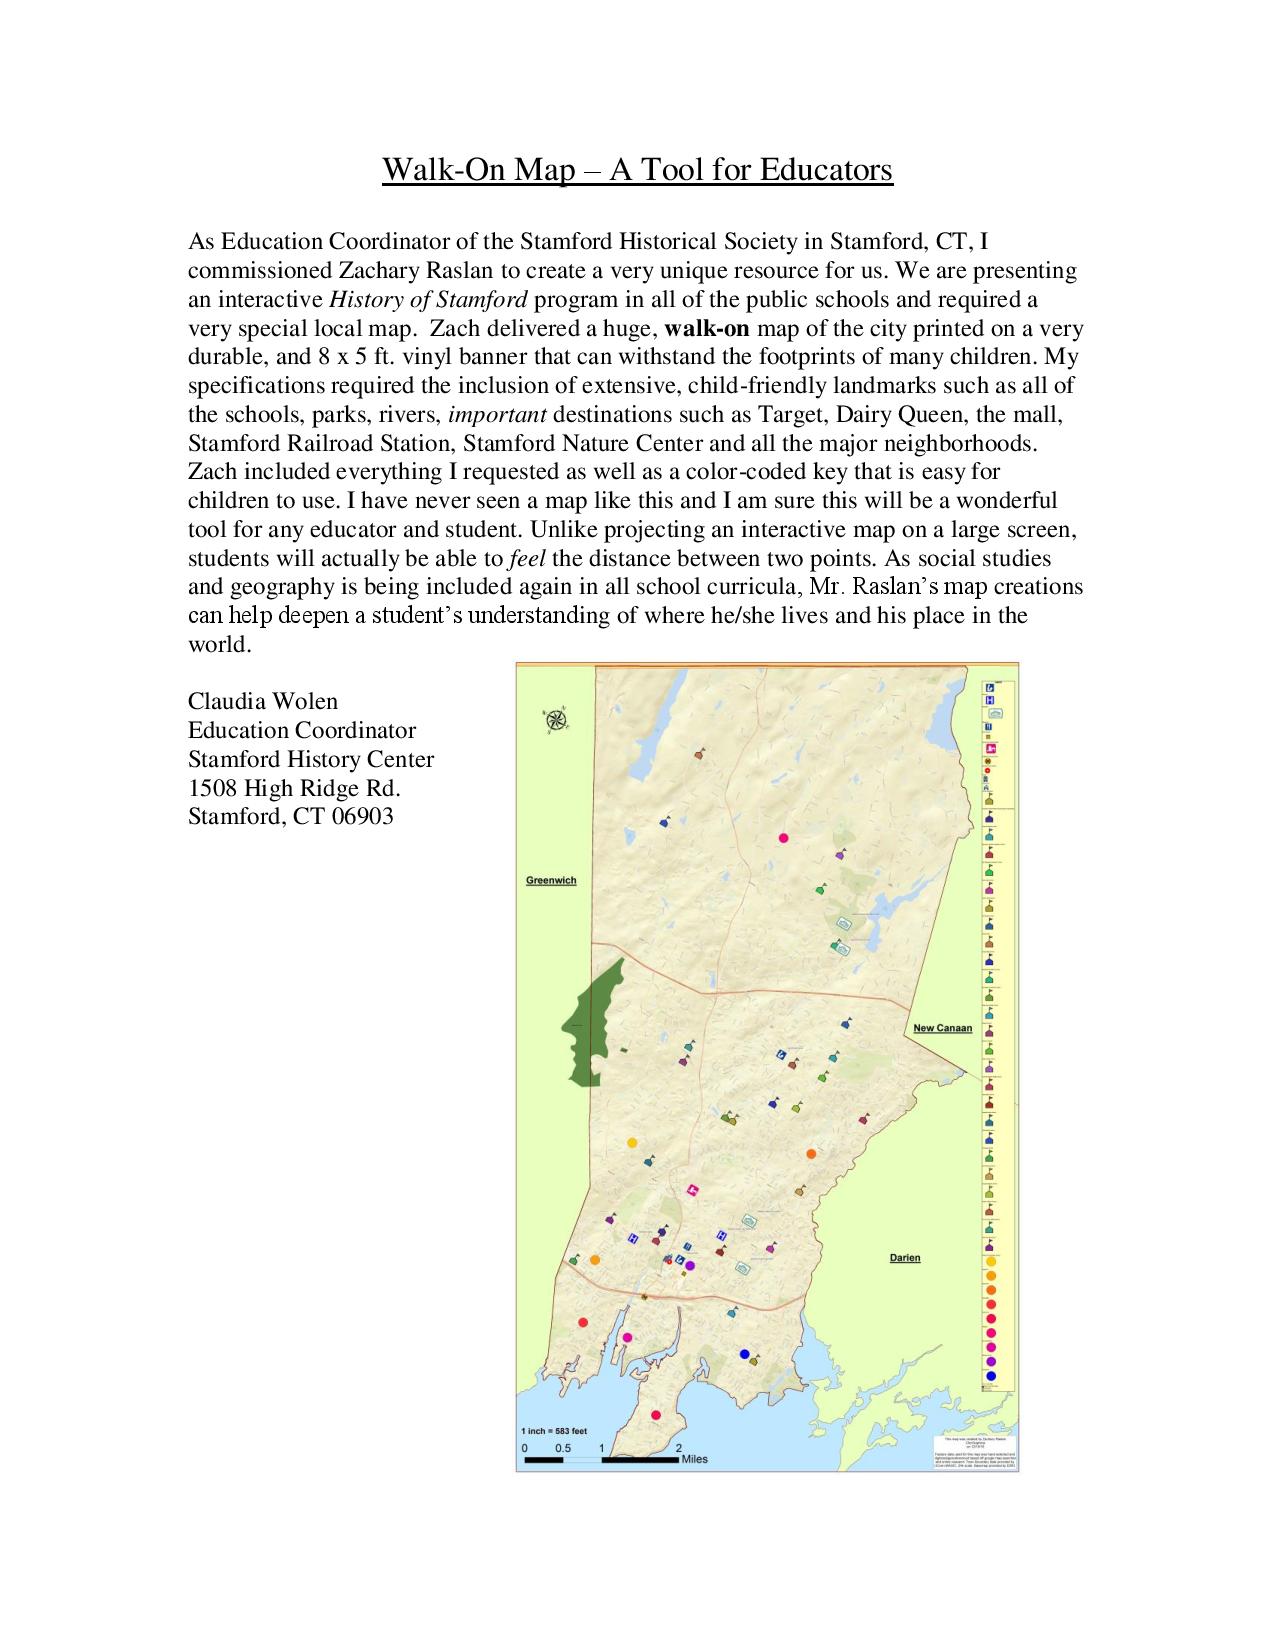 Walk-On Map – A Tool for Educators
As Education Coordinator of the Stamford Historical Society in Stamford, CT, I
commissioned Zachary Raslan to create a very unique resource for us. We are presenting
an interactive History of Stamford program in all of the public schools and required a
very special local map.  Zach delivered a huge, walk-on map of the city printed on a very
durable, and 8 x 5 ft. vinyl banner that can withstand the footprints of many children. My
specifications required the inclusion of extensive, child-friendly landmarks such as all of
the schools, parks, rivers, important destinations such as Target, Dairy Queen, the mall,
Stamford Railroad Station, Stamford Nature Center and all the major neighborhoods.
Zach included everything I requested as well as a color-coded key that is easy for
children to use. I have never seen a map like this and I am sure this will be a wonderful
tool for any educator and student. Unlike projecting an interactive map on a large screen,
students will actually be able to feel the distance between two points. As social studies
and geography is being included again in all school curricula, Mr. Raslan’s map creations
can help deepen a student’s understanding of where he/she lives and his place in the
world.
Claudia Wolen
Education Coordinator
Stamford History Center
1508 High Ridge Rd.
Stamford, CT 06903
Greenwich
New Canaan
Darien
1 inch = 583 feet
0 0.5 1 2
Miles